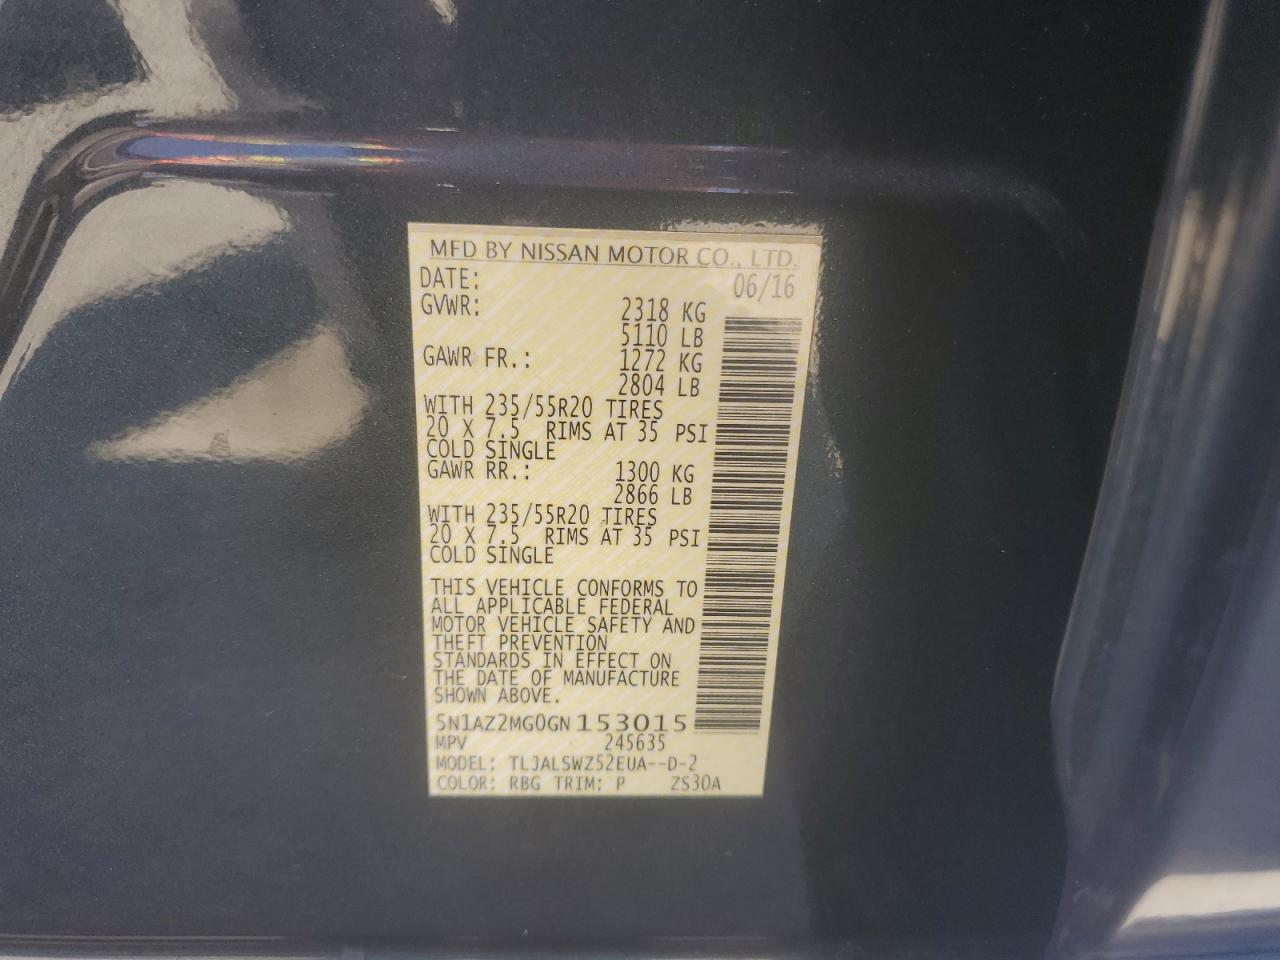 MFD BY NISSAN MOTOR CO., LTD.
DATE: 06/16
GVWR: 2318 KG
5110 LB
GAWR FR.: 1272 KG
2804 LB
WITH 235/55R20 TIRES
20 X 7.5 RIMS AT 35 PSI
COLD SINGLE
GAWR RR.: 1300 KG
2866 LB
WITH 235/55R20 TIRES
20 X 7.5 RIMS AT 35 PSI
COLD SINGLE
THIS VEHICLE CONFORMS TO
ALL APPLICABLE FEDERAL
MOTOR VEHICLE SAFETY AND
THEFT PREVENTION
STANDARDS IN EFFECT ON
THE DATE OF MANUFACTURE
SHOWN ABOVE.
5N1AZ2MG0GN153015
MPV 245635
MODEL: TLJALSWZ52EUA--D-2
COLOR: RBG TRIM: P ZS30A